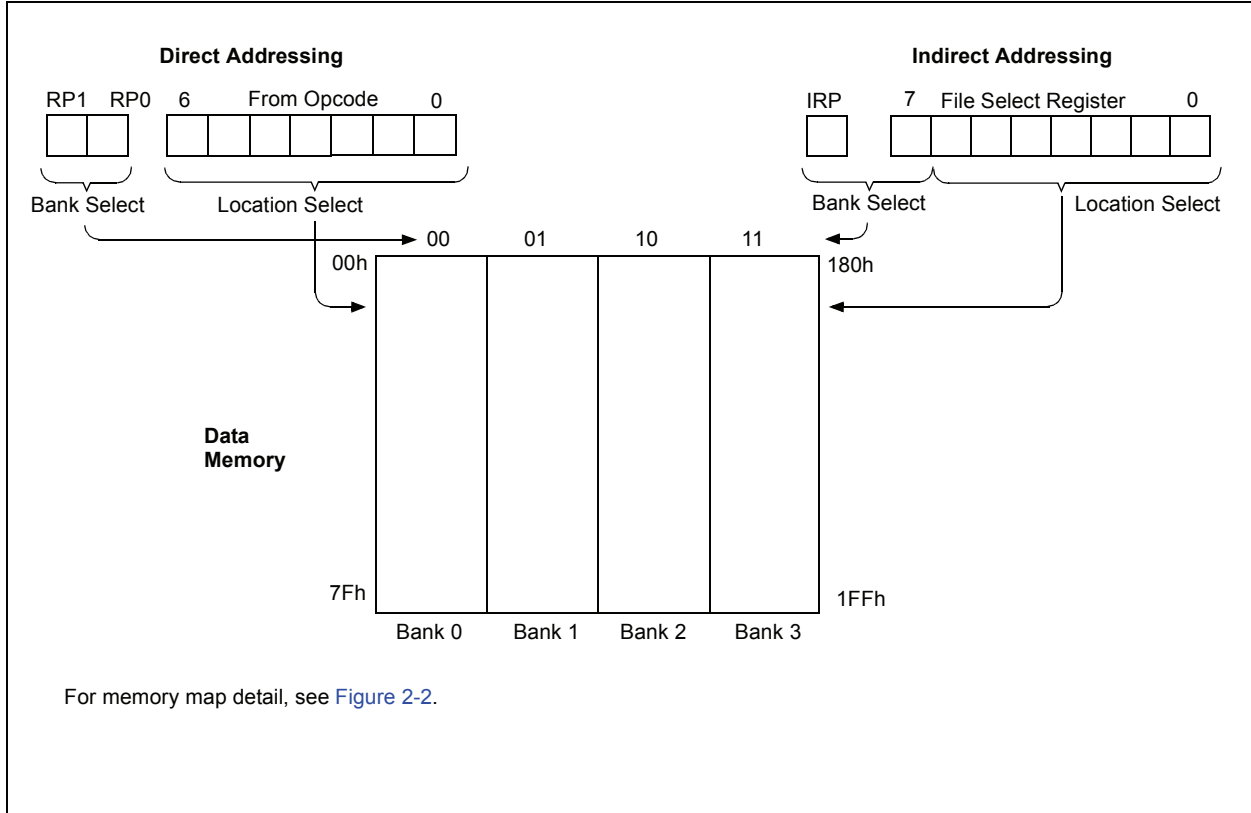 Direct Addressing
Indirect Addressing
RP1 RP0 6 From Opcode 0
IRP 7 File Select Register 0
Bank Select Location Select
Bank Select Location Select
00 01 10 11
00h 180h
Data
Memory
7Fh 1FFh
Bank 0 Bank 1 Bank 2 Bank 3
For memory map detail, see Figure 2-2.